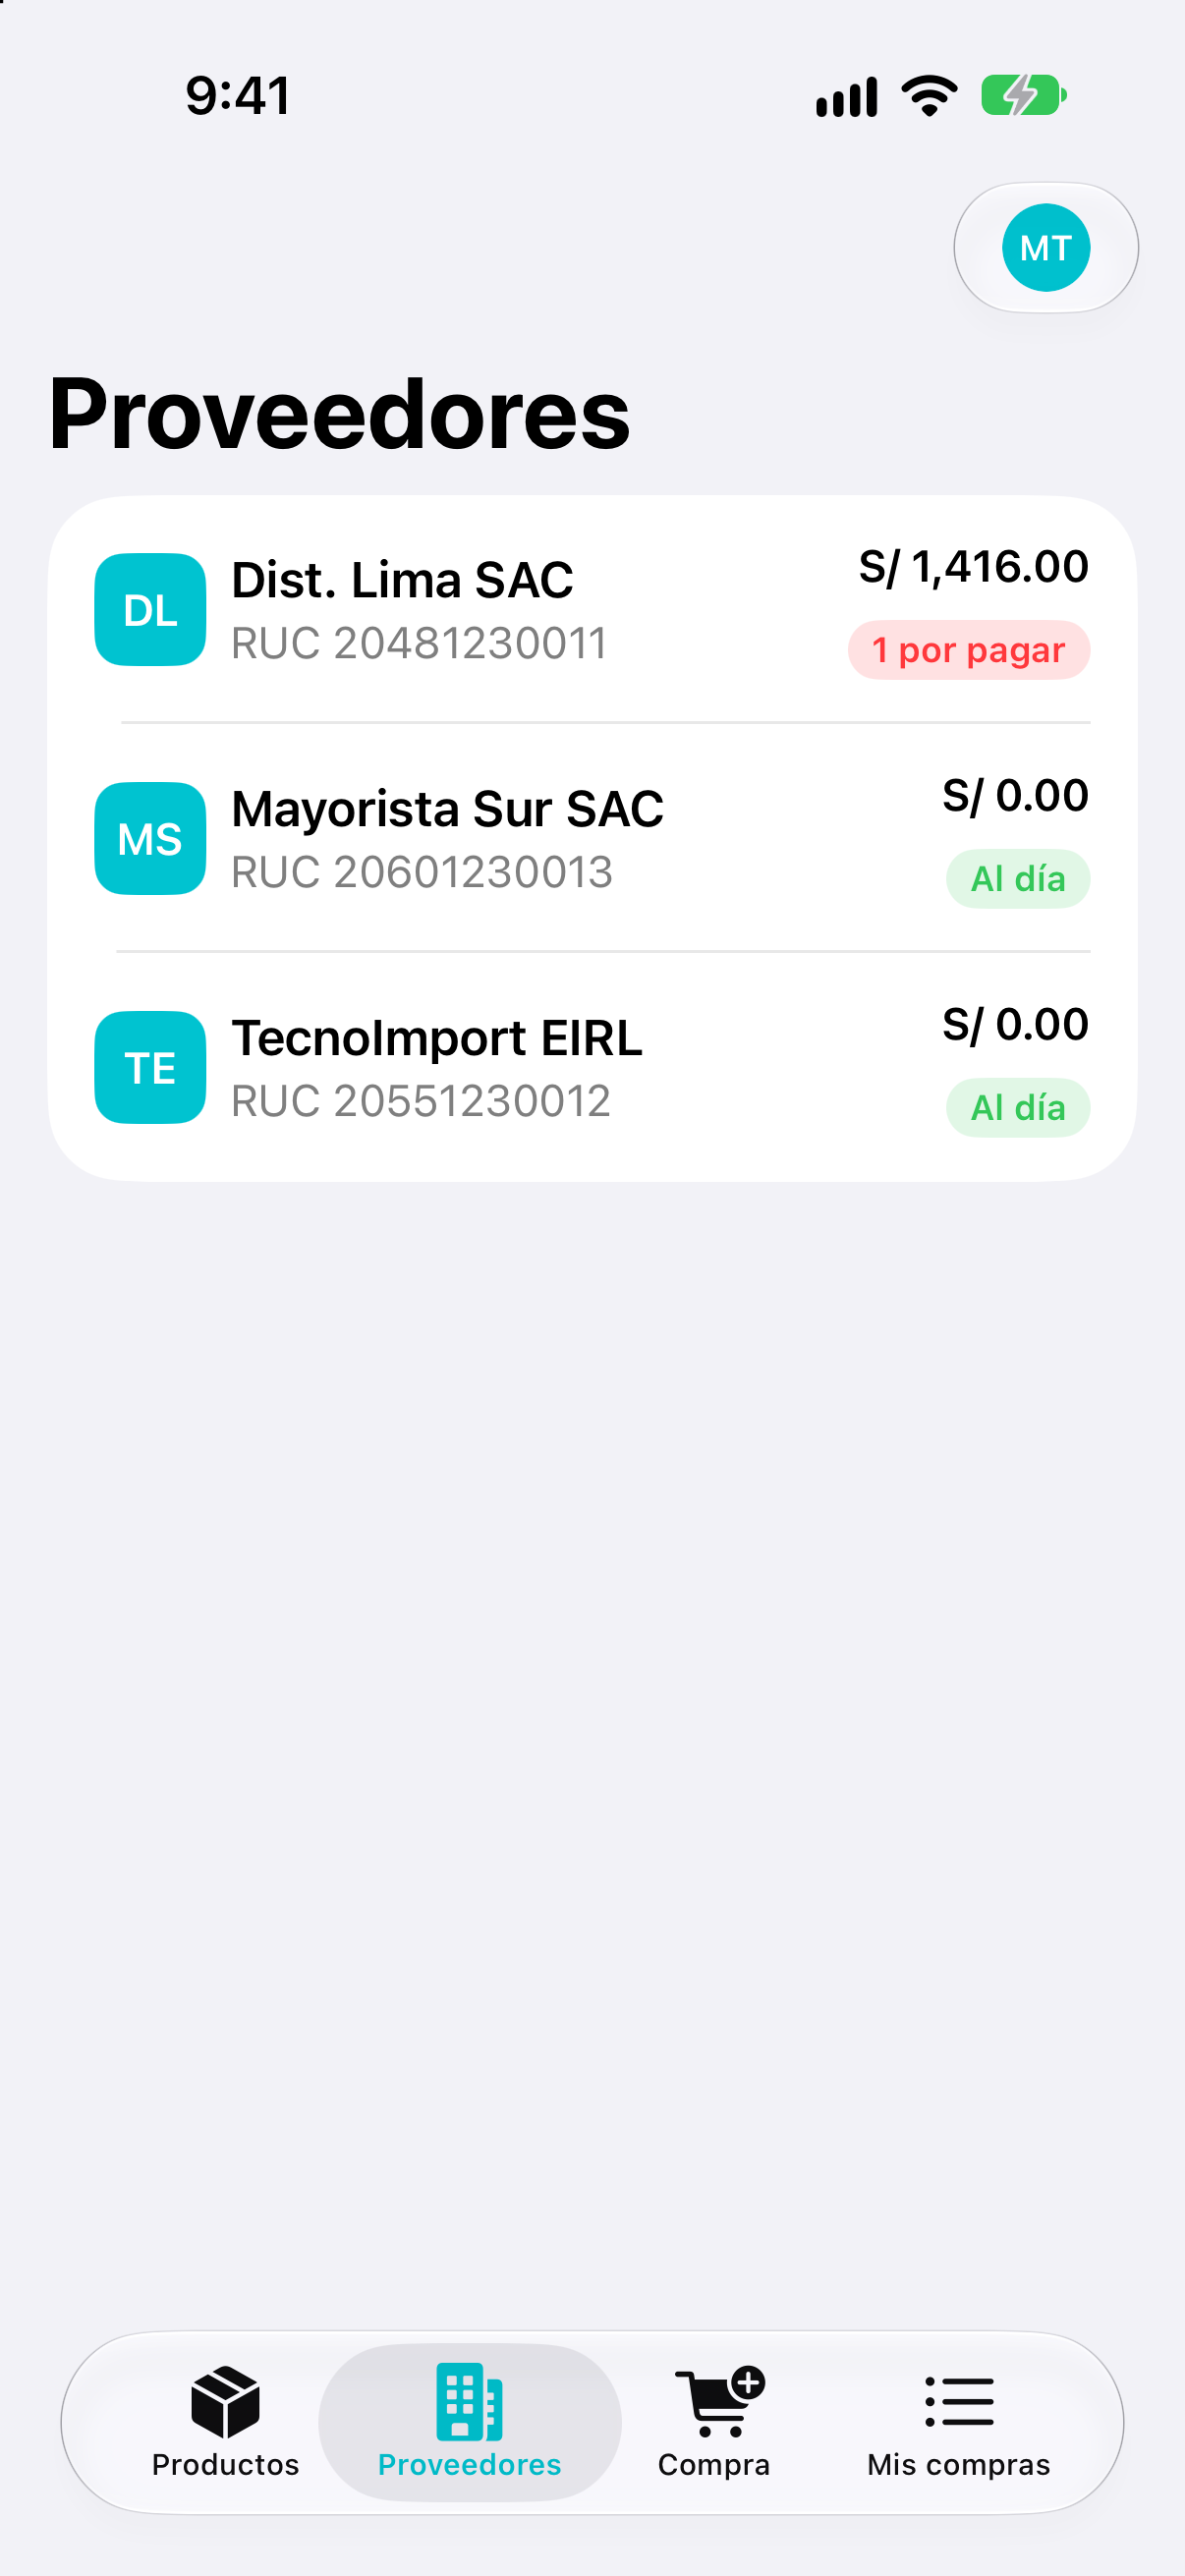 9:41
MT
Proveedores
DL
Dist. Lima SAC
RUC 20481230011
S/ 1,416.00
1 por pagar
MS
Mayorista Sur SAC
RUC 20601230013
S/ 0.00
Al día
TE
TecnoImport EIRL
RUC 20551230012
S/ 0.00
Al día
Productos
Proveedores
Compra
Mis compras